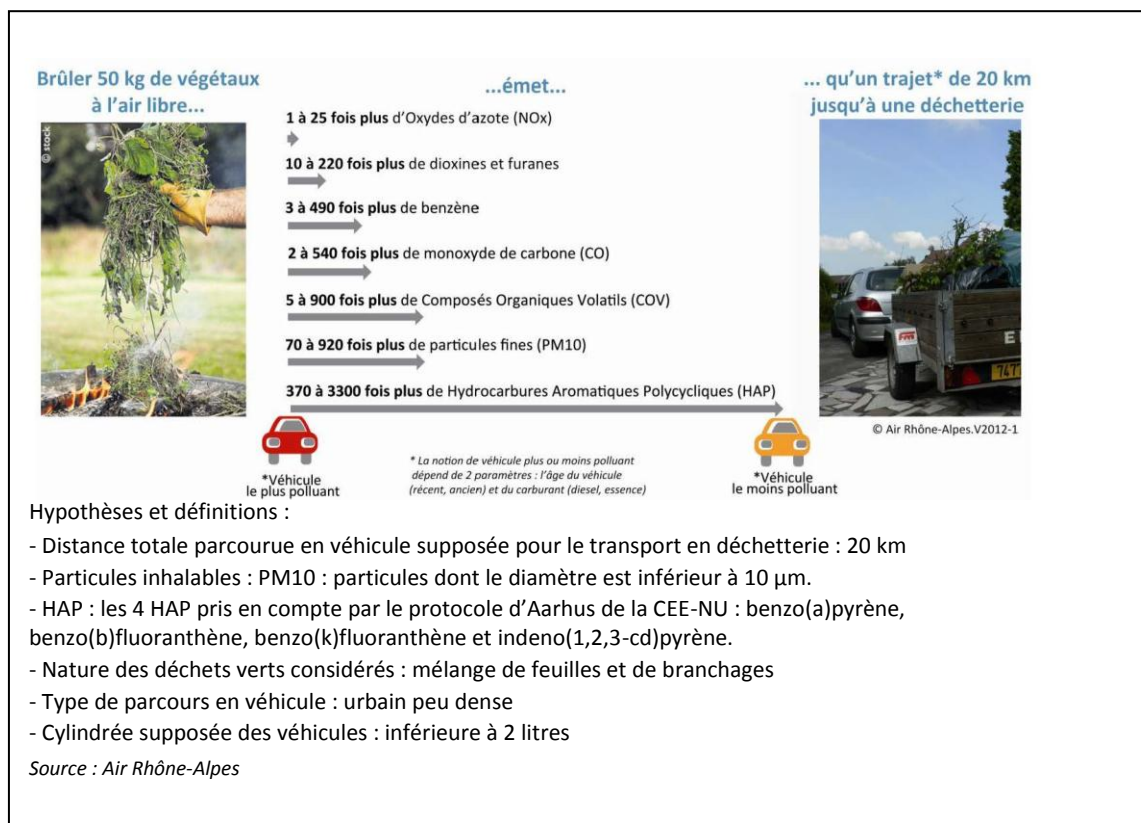 Brûler 50 kg de végétaux
à l'air libre...
...émet...
... qu'un trajet* de 20 km
jusqu'à une déchetterie
© stock
1 à 25 fois plus d'Oxydes d'azote (NOx)
10 à 220 fois plus de dioxines et furanes
3 à 490 fois plus de benzène
2 à 540 fois plus de monoxyde de carbone (CO)
5 à 900 fois plus de Composés Organiques Volatils (COV)
70 à 920 fois plus de particules fines (PM10)
370 à 3300 fois plus de Hydrocarbures Aromatiques Polycycliques (HAP)
© Air Rhône-Alpes.V2012-1
*Véhicule
le plus polluant
* La notion de véhicule plus ou moins polluant
dépend de 2 paramètres : l'âge du véhicule
(récent, ancien) et du carburant (diesel, essence)
*Véhicule
le moins polluant
Hypothèses et définitions :
- Distance totale parcourue en véhicule supposée pour le transport en déchetterie : 20 km
- Particules inhalables : PM10 : particules dont le diamètre est inférieur à 10 µm.
- HAP : les 4 HAP pris en compte par le protocole d'Aarhus de la CEE-NU : benzo(a)pyrène,
benzo(b)fluoranthène, benzo(k)fluoranthène et indeno(1,2,3-cd)pyrène.
- Nature des déchets verts considérés : mélange de feuilles et de branchages
- Type de parcours en véhicule : urbain peu dense
- Cylindrée supposée des véhicules : inférieure à 2 litres
Source : Air Rhône-Alpes